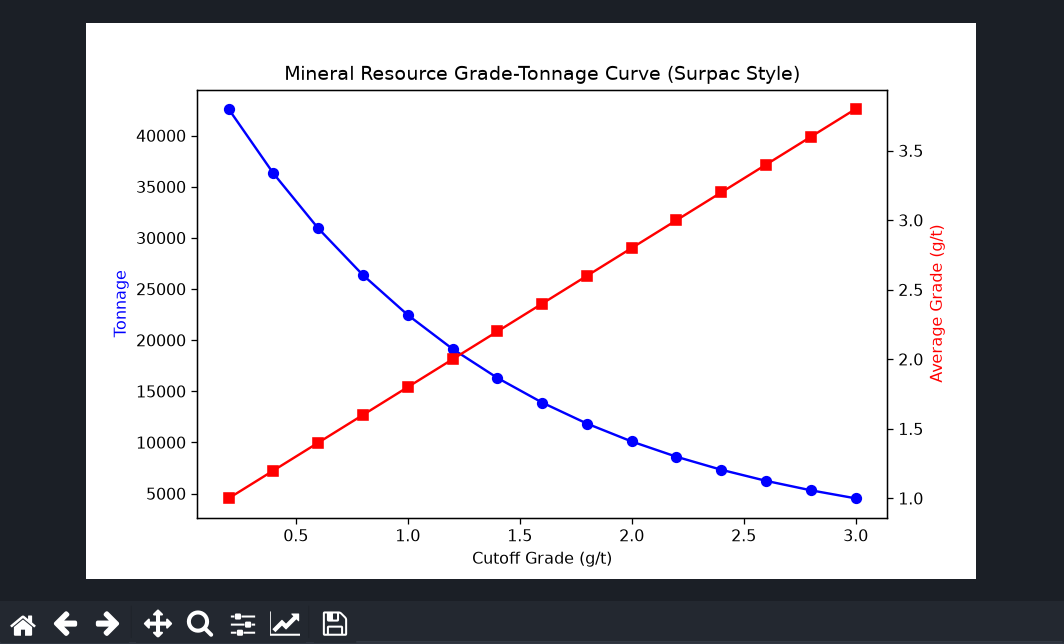 Mineral Resource Grade-Tonnage Curve (Surpac Style)
40000
35000
30000
25000
20000
15000
10000
5000
Tonnage
3.5
3.0
2.5
2.0
1.5
1.0
Average Grade (g/t)
0.5 1.0 1.5 2.0 2.5 3.0
Cutoff Grade (g/t)